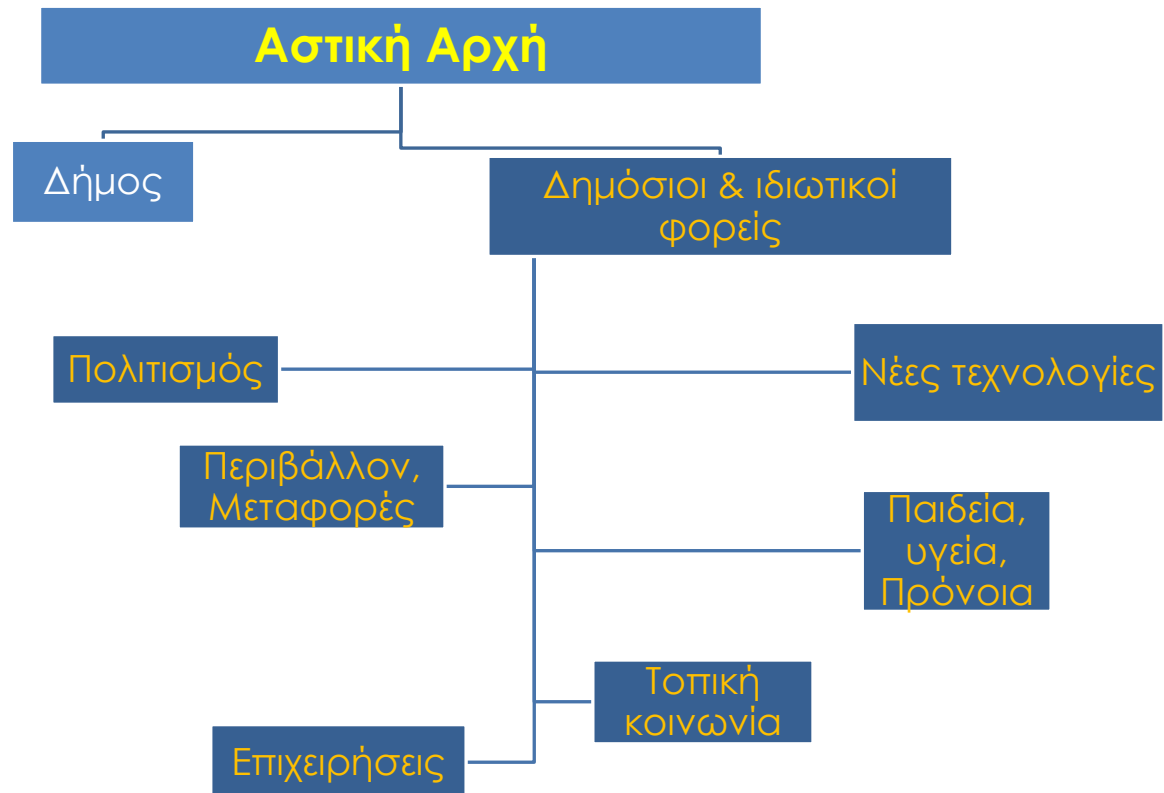 Αστική Αρχή
Δήμος
Δημόσιοι & ιδιωτικοί
φορείς
Πολιτισμός
Νέες τεχνολογίες
Περιβάλλον,
Μεταφορές
Παιδεία,
υγεία,
Πρόνοια
Τοπική
κοινωνία
Επιχειρήσεις